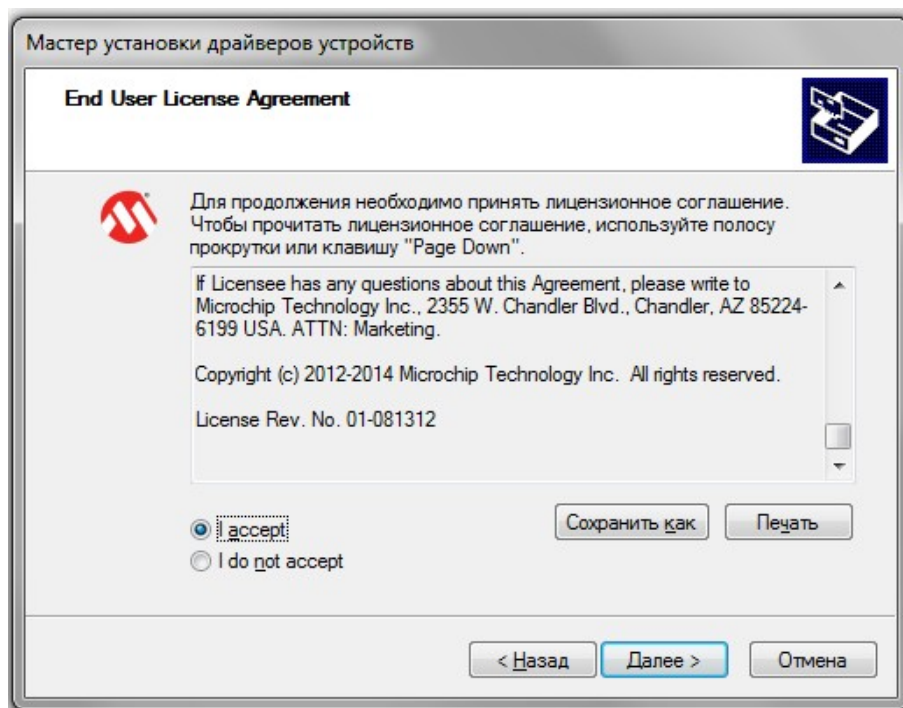 Мастер установки драйверов устройств
End User License Agreement
Для продолжения необходимо принять лицензионное соглашение.
Чтобы прочитать лицензионное соглашение, используйте полосу
прокрутки или клавишу "Page Down".
If Licensee has any questions about this Agreement, please write to
Microchip Technology Inc., 2355 W. Chandler Blvd., Chandler, AZ 85224-
6199 USA. ATTN: Marketing.
Copyright (c) 2012-2014 Microchip Technology Inc.  All rights reserved.
License Rev. No. 01-081312
I accept
Сохранить как
Печать
I do not accept
< Назад
Далее >
Отмена